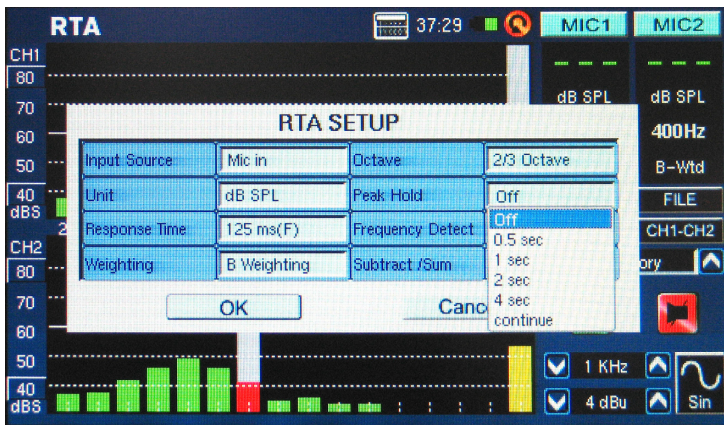 RTA
37:29
MIC1
MIC2
CH1
80
70
60
50
40
dBS
dB SPL
dB SPL
400Hz
B-Wtd
FILE
CH1-CH2
RTA SETUP
Input Source
Mic in
Octave
2/3 Octave
Unit
dB SPL
Peak Hold
Off
Response Time
125 ms(F)
Frequency Detect
Weighting
B Weighting
Subtract /Sum
Off
0.5 sec
1 sec
2 sec
4 sec
continue
OK
2
CH2
80
70
60
50
40
dBS
1 KHz
4 dBu
Sin